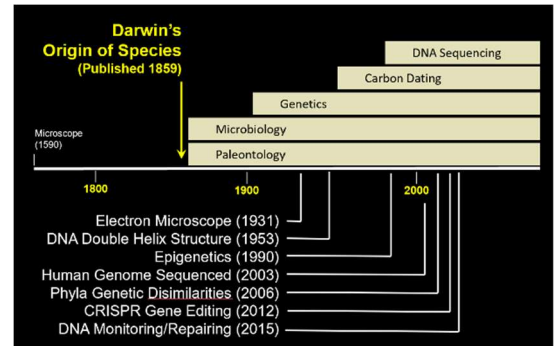 Darwin's
Origin of Species
(Published 1859)
DNA Sequencing
Carbon Dating
Genetics
Microscope
(1590)
Microbiology
Paleontology
1800
1900
2000
Electron Microscope (1931)
DNA Double Helix Structure (1953)
Epigenetics (1990)
Human Genome Sequenced (2003)
Phyla Genetic Disimilarities (2006)
CRISPR Gene Editing (2012)
DNA Monitoring/Repairing (2015)